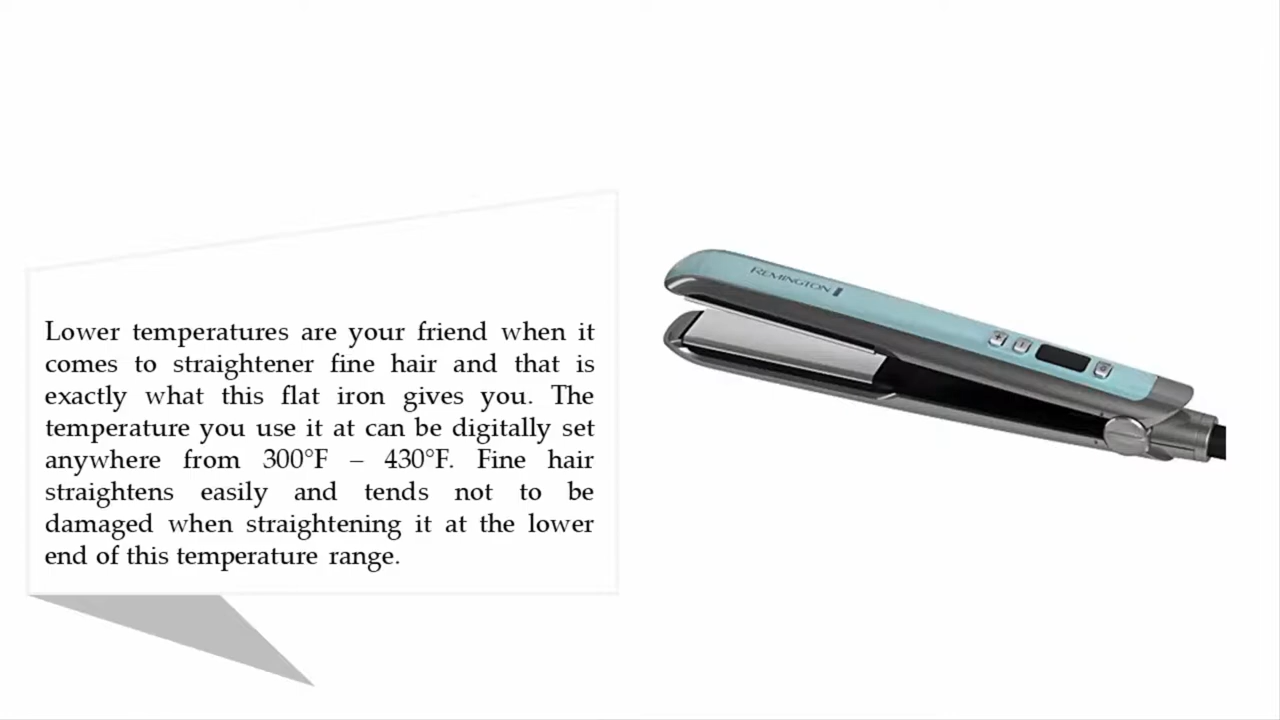 Lower temperatures are your friend when it
comes to straightener fine hair and that is
exactly what this flat iron gives you. The
temperature you use it at can be digitally set
anywhere from 300°F – 430°F. Fine hair
straightens easily and tends not to be
damaged when straightening it at the lower
end of this temperature range.
REMINGTON